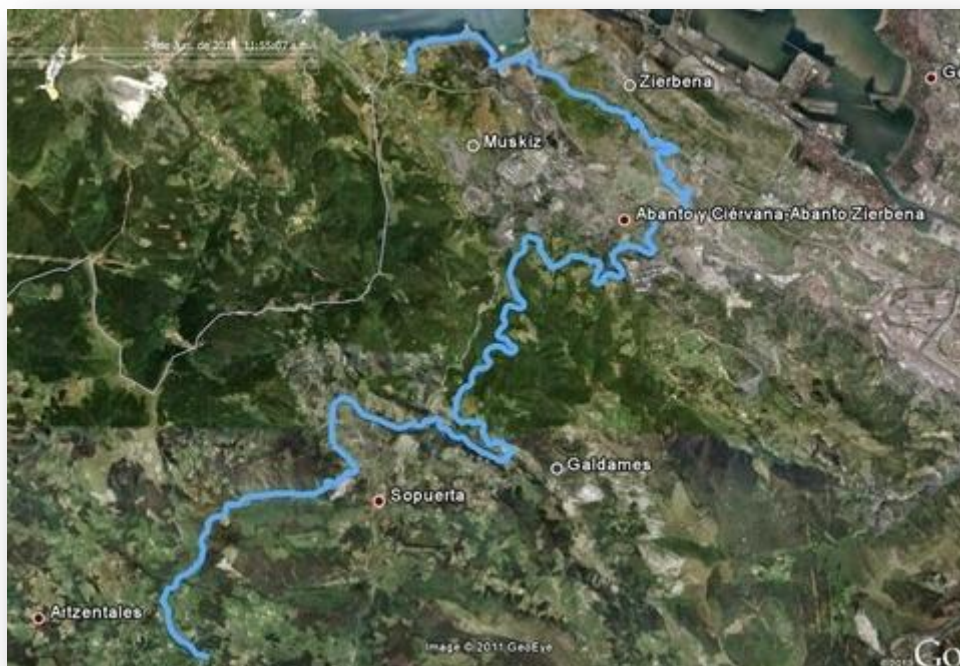 Zierbena
Muskiz
Abanto y Ciérvana-Abanto Zierbena
Galdames
Sopuerta
Artzentales
Image © 2011 GeoEye